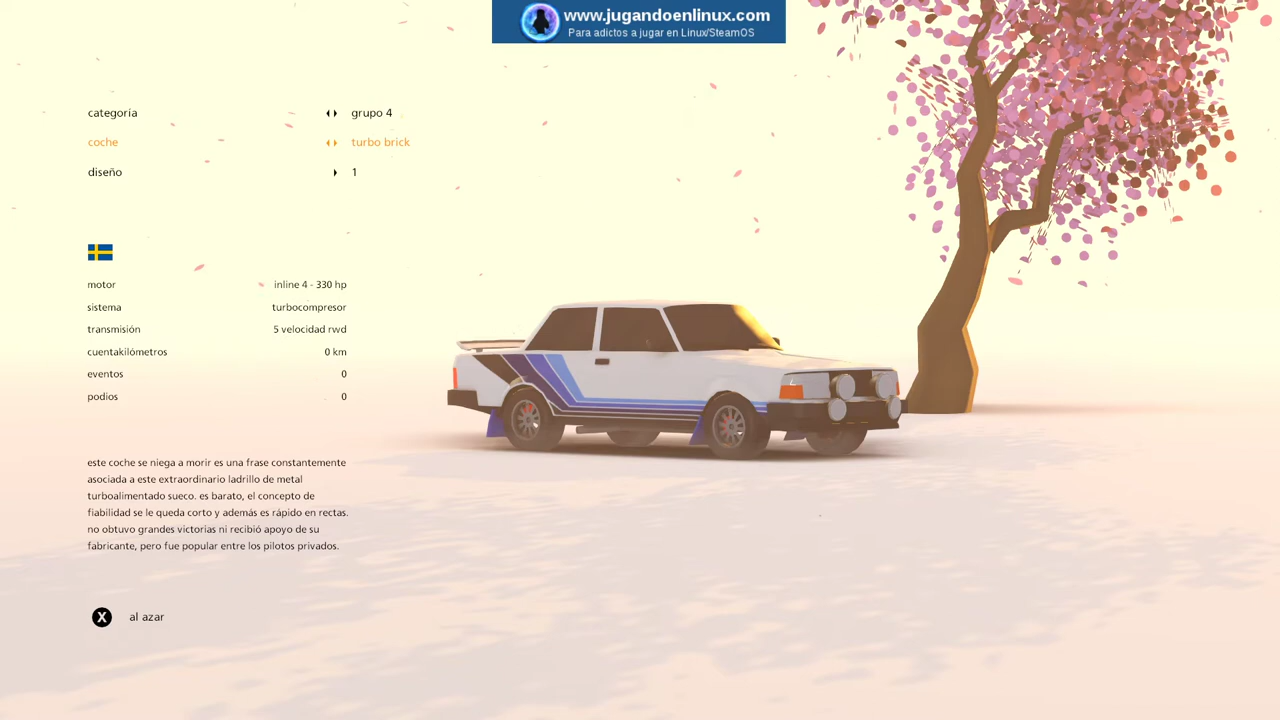 www.jugandoenlinux.com
Para adictos a jugar en Linux/SteamOS
categoria grupo 4
coche turbo brick
diseño 1
motor inline 4 - 330 hp
sistema turbocompresor
transmisión 5 velocidad rwd
cuentakilómetros 0 km
eventos 0
podios 0
este coche se niega a morir es una frase constantemente
asociada a este extraordinario ladrillo de metal
turboalimentado sueco. es barato, el concepto de
fiabilidad se le queda corto y además es rápido en rectas.
no obtuvo grandes victorias ni recibió apoyo de su
fabricante, pero fue popular entre los pilotos privados.
X al azar